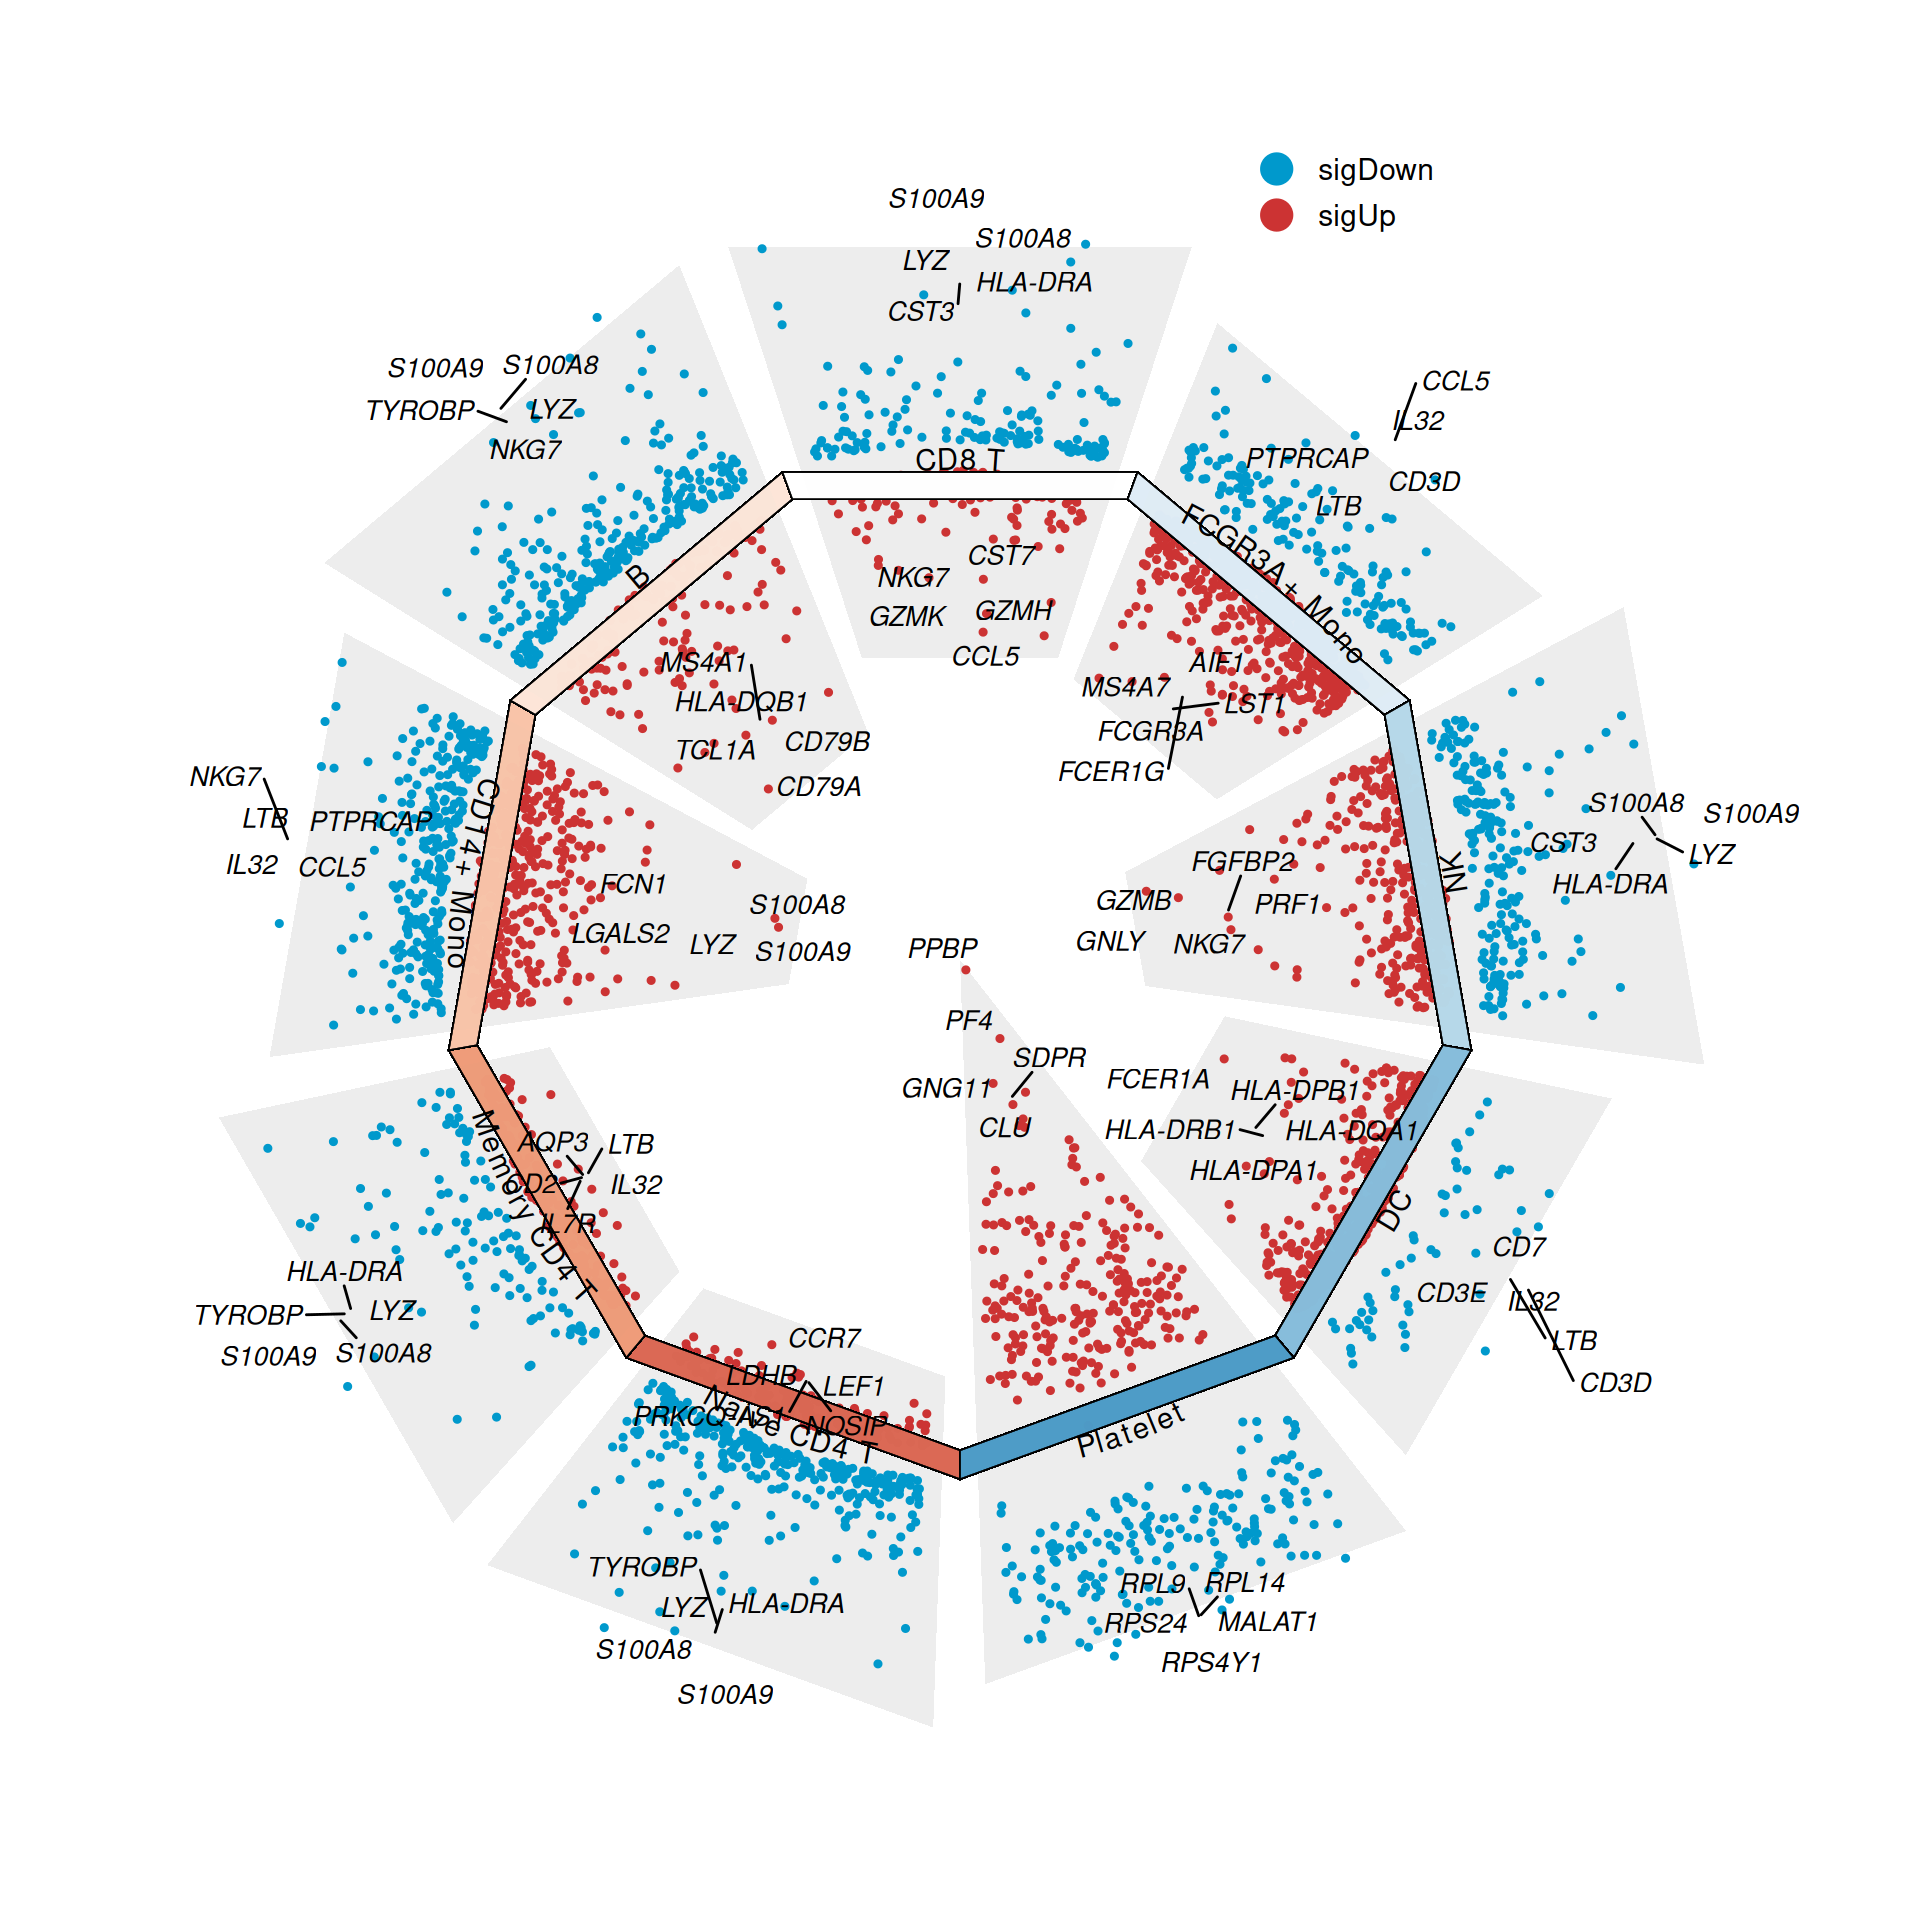 sigDown
sigUp
S100A9
S100A8
LYZ
HLA-DRA
CST3
CD8 T
CST7
NKG7
GZMK
GZMH
CCL5
CCL5
IL32
PTPRCAP
CD3D
LTB
FCGR3A+ Mono
AIF1
MS4A7
LST1
FCGR3A
FCER1G
S100A8
S100A9
CST3
LYZ
HLA-DRA
NK
FGFBP2
GZMB
PRF1
GNLY
NKG7
FCER1A
HLA-DPB1
HLA-DRB1
HLA-DQA1
HLA-DPA1
DC
CD7
CD3E
IL32
LTB
CD3D
PPBP
PF4
SDPR
GNG11
CLU
Platelet
RPL9
RPL14
RPS24
MALAT1
RPS4Y1
CCR7
LDHB
LEF1
PRKCQ-AS1
NOSIP
Naive CD4 T
TYROBP
LYZ
HLA-DRA
S100A8
S100A9
AQP3
LTB
D2
IL32
IL7R
Memory CD4 T
HLA-DRA
TYROBP
LYZ
S100A9
S100A8
NKG7
LTB
PTPRCAP
IL32
CCL5
CD14+ Mono
FCN1
S100A8
LGALS2
LYZ
S100A9
S100A9
S100A8
TYROBP
LYZ
NKG7
B
MS4A1
HLA-DQB1
TCL1A
CD79B
CD79A